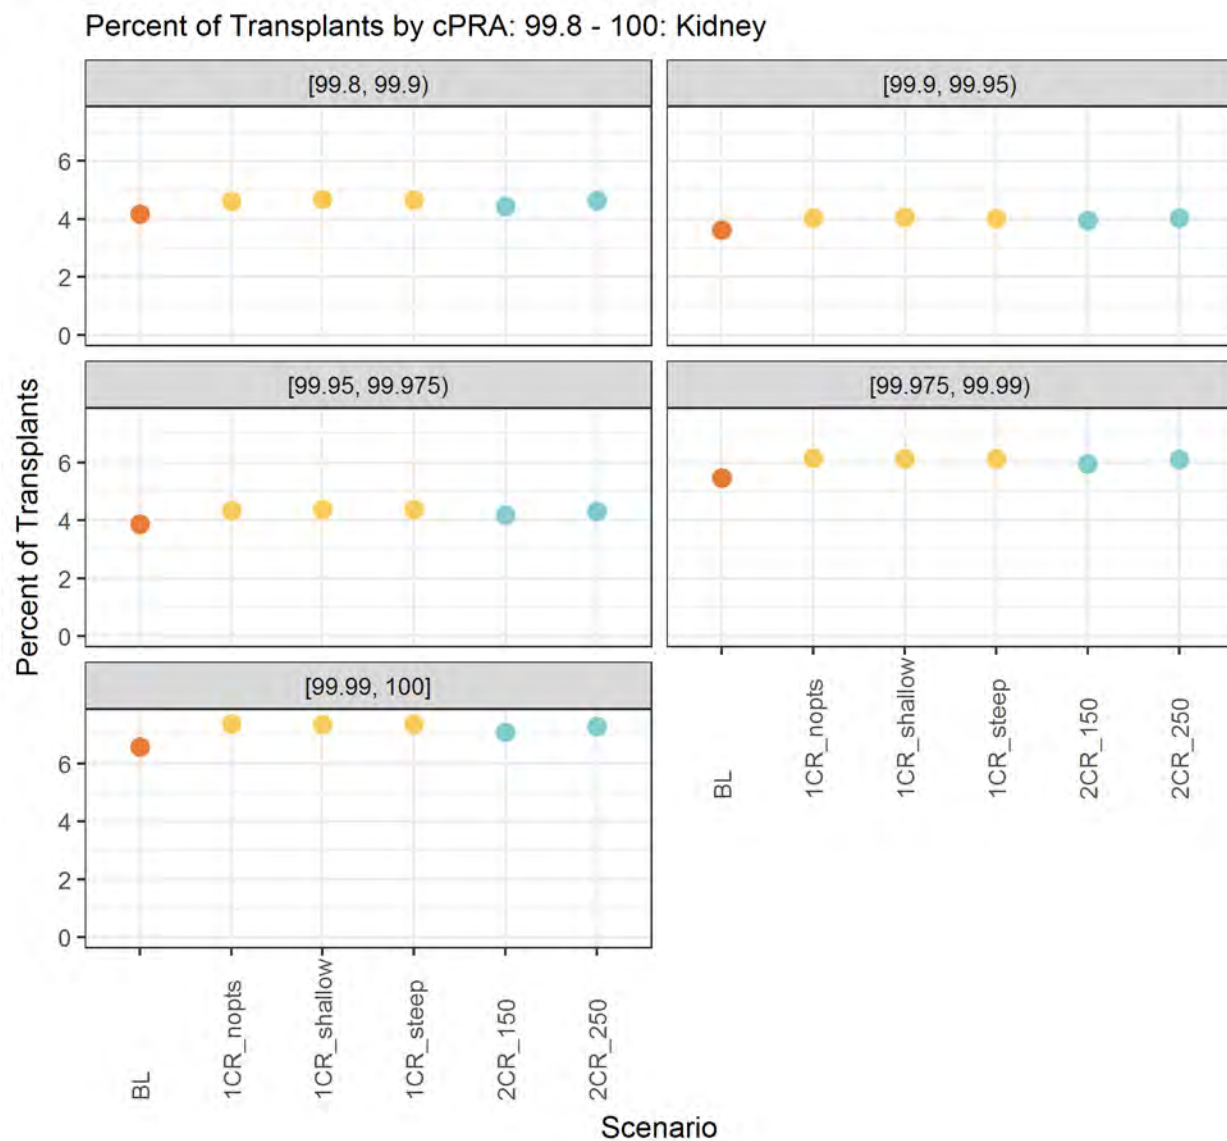 Percent of Transplants by cPRA: 99.8 - 100: Kidney
[99.8, 99.9)
[99.9, 99.95)
6
4
2
0
[99.95, 99.975)
[99.975, 99.99)
6
4
2
0
[99.99, 100]
6
4
2
0
Percent of Transplants
BL
1CR_nopts
1CR_shallow
1CR_steep
2CR_150
2CR_250
BL
1CR_nopts
1CR_shallow
1CR_steep
2CR_150
2CR_250
Scenario